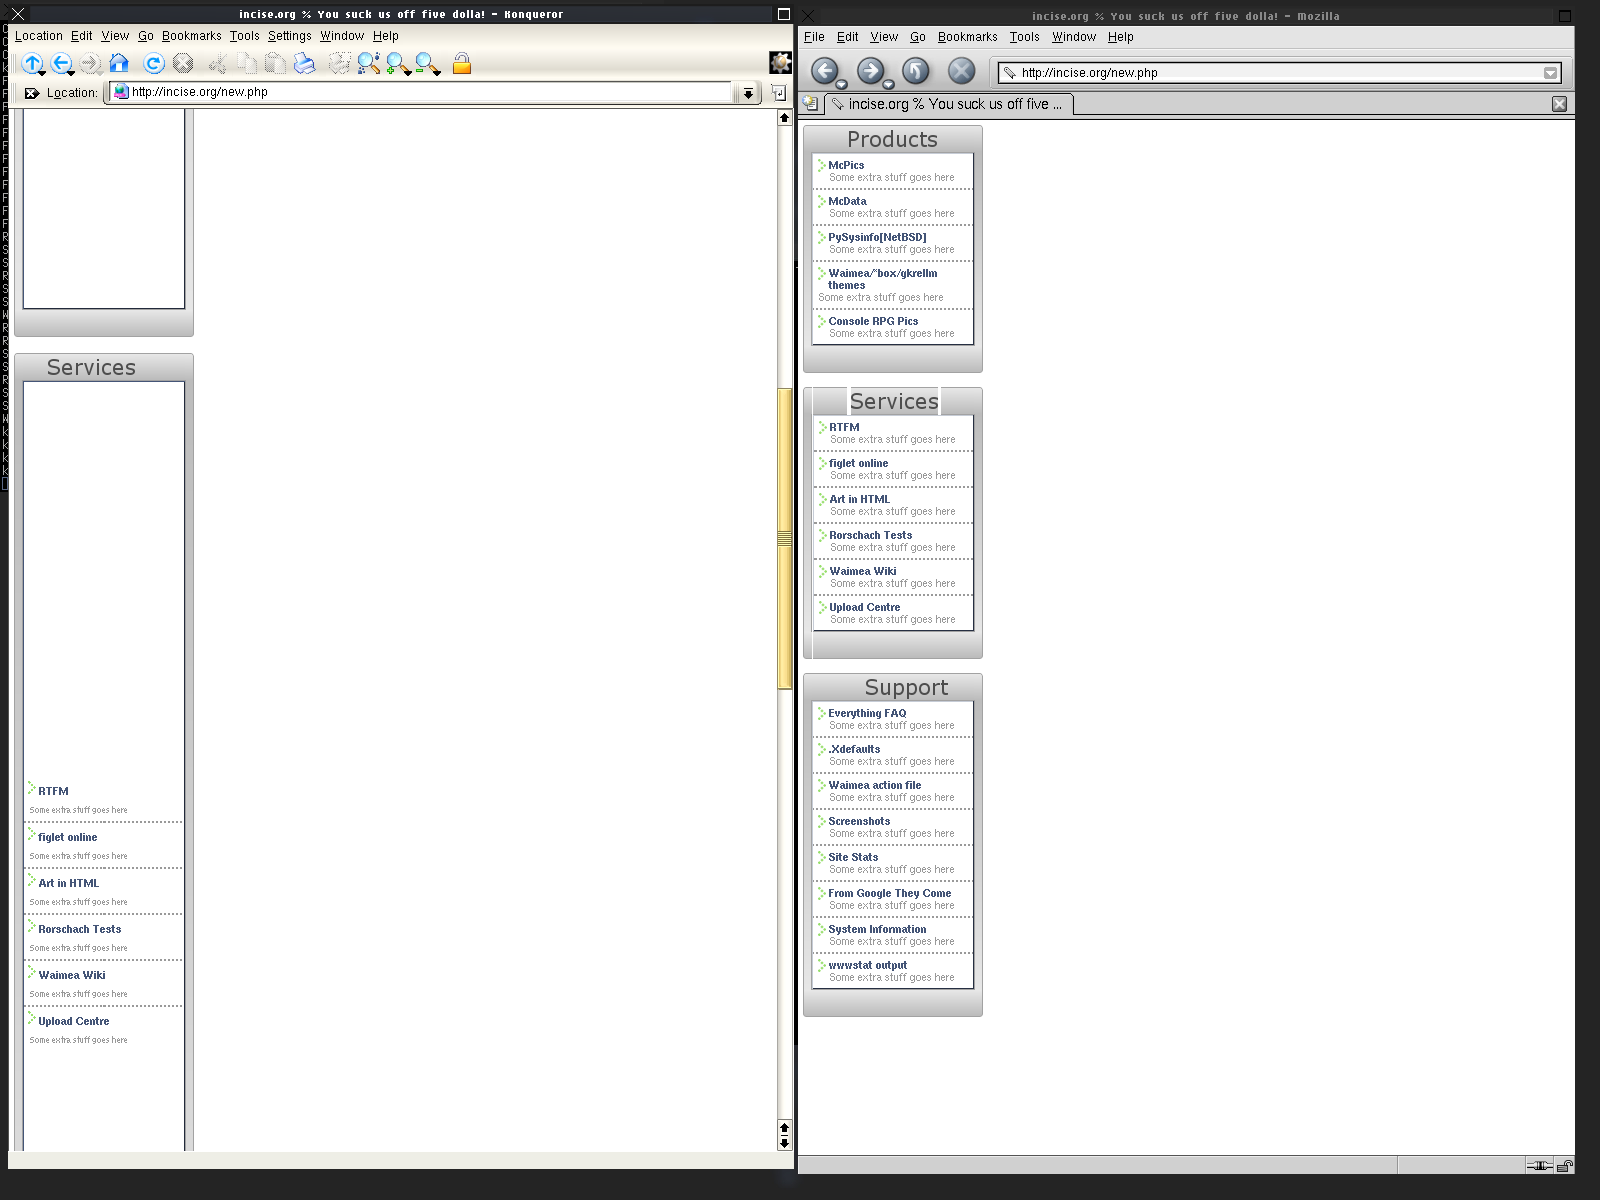 incise.org % You suck us off five dolla! - Konqueror
Location Edit View Go Bookmarks Tools Settings Window Help
Location: http://incise.org/new.php
Services
RTFM
Some extra stuff goes here
figlet online
Some extra stuff goes here
Art in HTML
Some extra stuff goes here
Rorschach Tests
Some extra stuff goes here
Waimea Wiki
Some extra stuff goes here
Upload Centre
Some extra stuff goes here
incise.org % You suck us off five dolla! - Mozilla
File Edit View Go Bookmarks Tools Window Help
http://incise.org/new.php
incise.org % You suck us off five ...
Products
McPics
Some extra stuff goes here
McData
Some extra stuff goes here
PySysinfo[NetBSD]
Some extra stuff goes here
Waimea/*box/gkrellm
themes
Some extra stuff goes here
Console RPG Pics
Some extra stuff goes here
Services
RTFM
Some extra stuff goes here
figlet online
Some extra stuff goes here
Art in HTML
Some extra stuff goes here
Rorschach Tests
Some extra stuff goes here
Waimea Wiki
Some extra stuff goes here
Upload Centre
Some extra stuff goes here
Support
Everything FAQ
Some extra stuff goes here
.Xdefaults
Some extra stuff goes here
Waimea action file
Some extra stuff goes here
Screenshots
Some extra stuff goes here
Site Stats
Some extra stuff goes here
From Google They Come
Some extra stuff goes here
System Information
Some extra stuff goes here
wwwstat output
Some extra stuff goes here